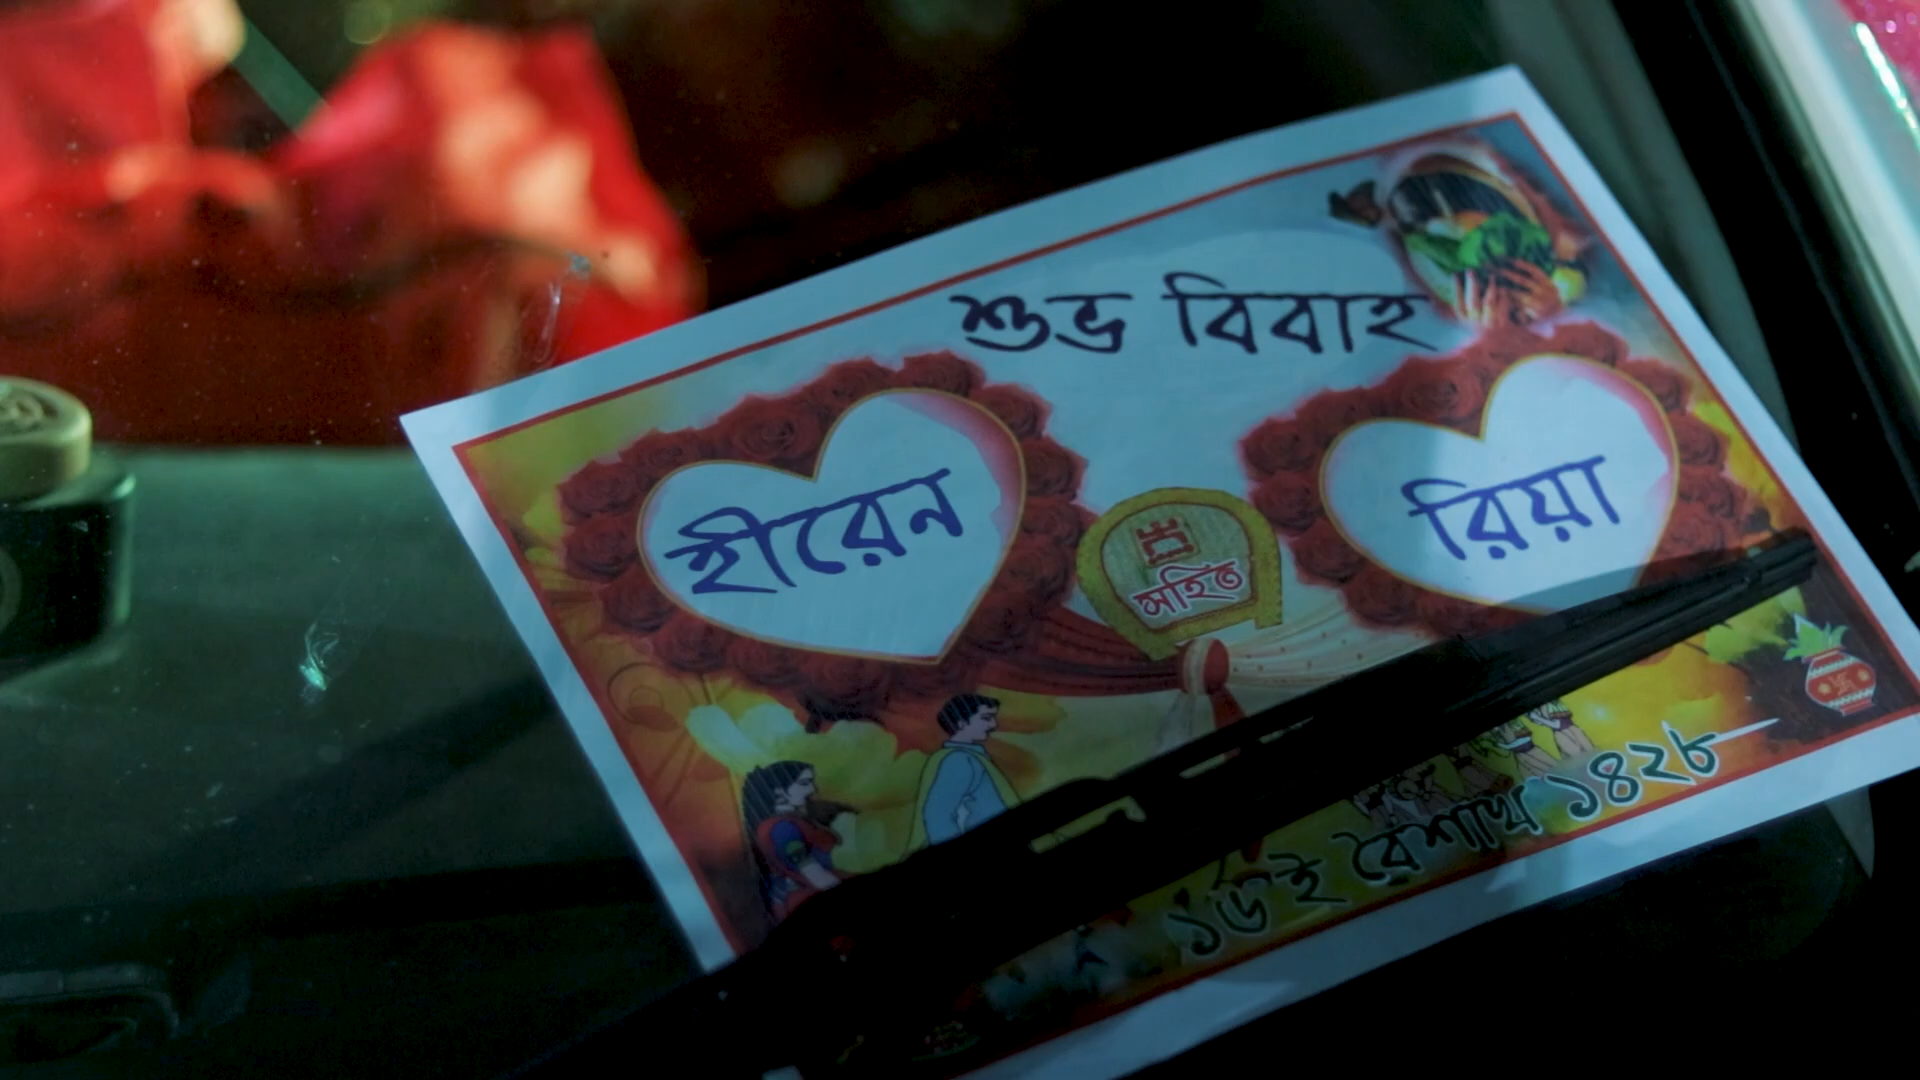 শুভ বিবাহ
হীরেন
সহিত
রিয়া
১৬ই বৈশাখ ১৪২৮